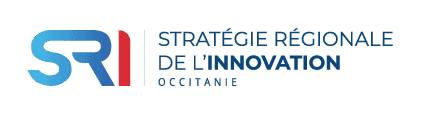 SRI
STRATÉGIE RÉGIONALE
DE L'INNOVATION
OCCITANIE